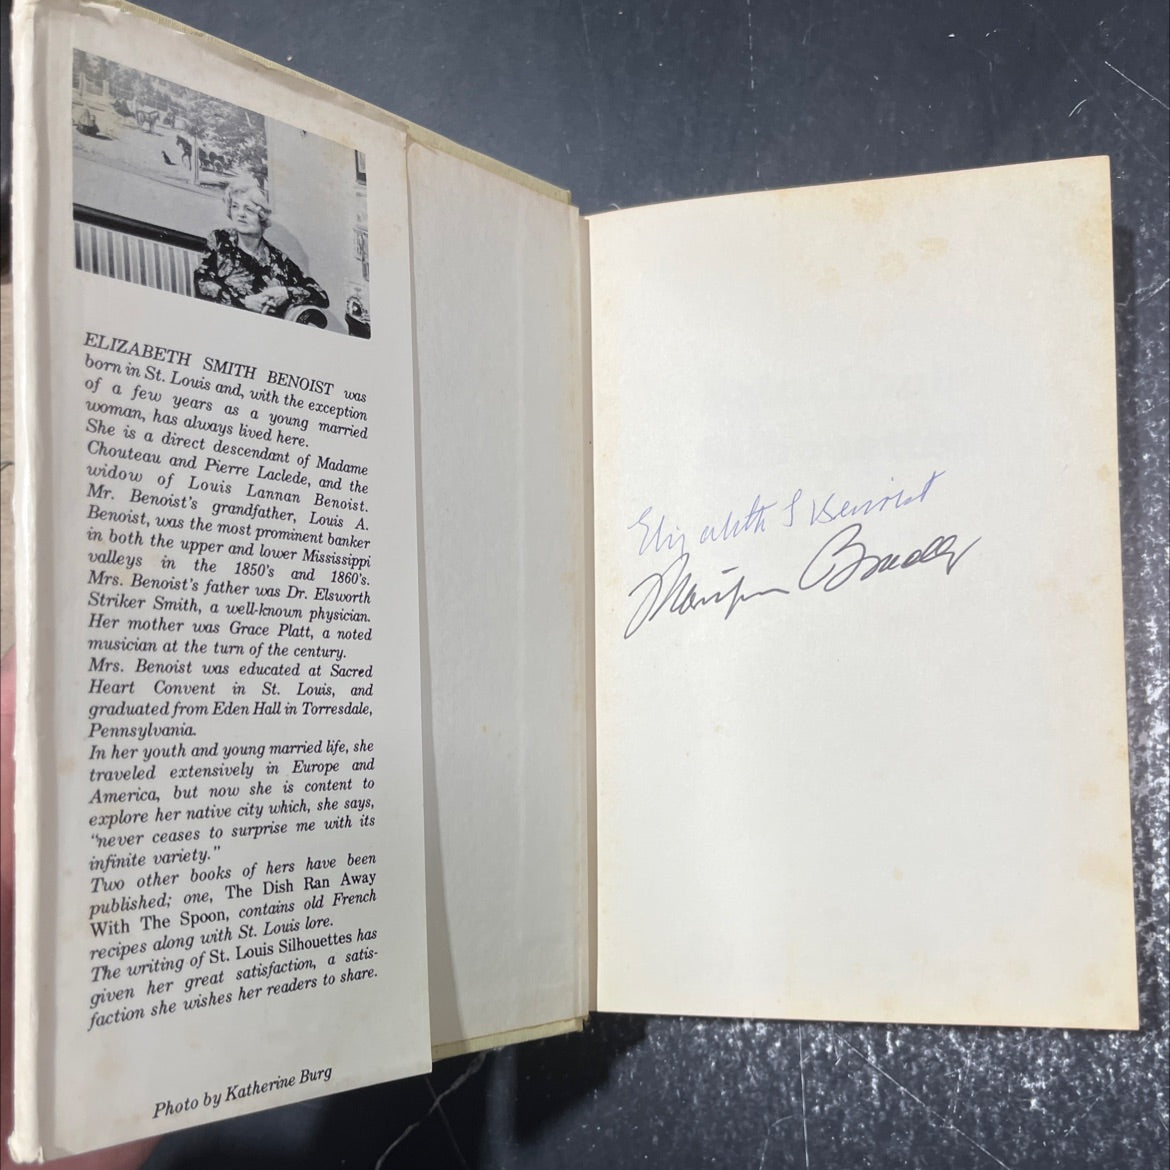 ELIZABETH SMITH BENOIST was
born in St. Louis and, with the exception
of a few years as a young married
woman, has always lived here.
She is a direct descendant of Madame
Chouteau and Pierre Laclede, and the
widow of Louis Lannan Benoist.
Mr. Benoist's grandfather, Louis A.
Benoist, was the most prominent banker
in both the upper and lower Mississippi
valleys in the 1850's and 1860's.
Mrs. Benoist's father was Dr. Elsworth
Striker Smith, a well-known physician.
Her mother was Grace Platt, a noted
musician at the turn of the century.
Mrs. Benoist was educated at Sacred
Heart Convent in St. Louis, and
graduated from Eden Hall in Torresdale,
Pennsylvania.
In her youth and young married life, she
traveled extensively in Europe and
America, but now she is content to
explore her native city which, she says,
"never ceases to surprise me with its
infinite variety."
Two other books of hers have been
published; one, The Dish Ran Away
With The Spoon, contains old French
recipes along with St. Louis lore.
The writing of St. Louis Silhouettes has
given her great satisfaction, a satis-
faction she wishes her readers to share.
Photo by Katherine Burg
Elizabeth S Benoist